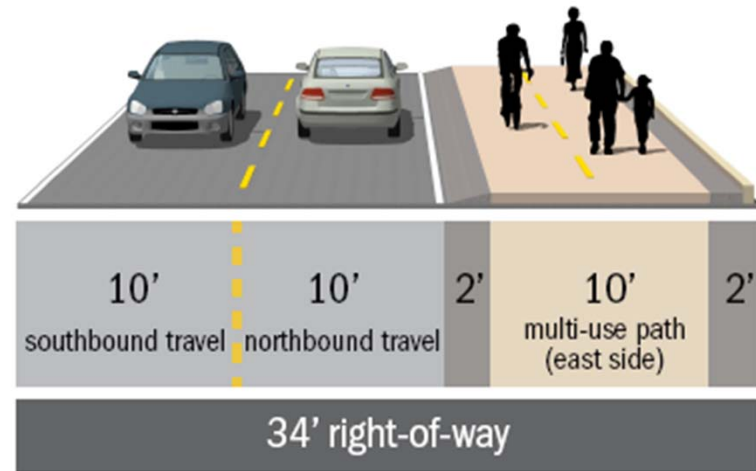 10’
southbound travel
10’
northbound travel
2’
10’
multi-use path
(east side)
2’
34’ right-of-way